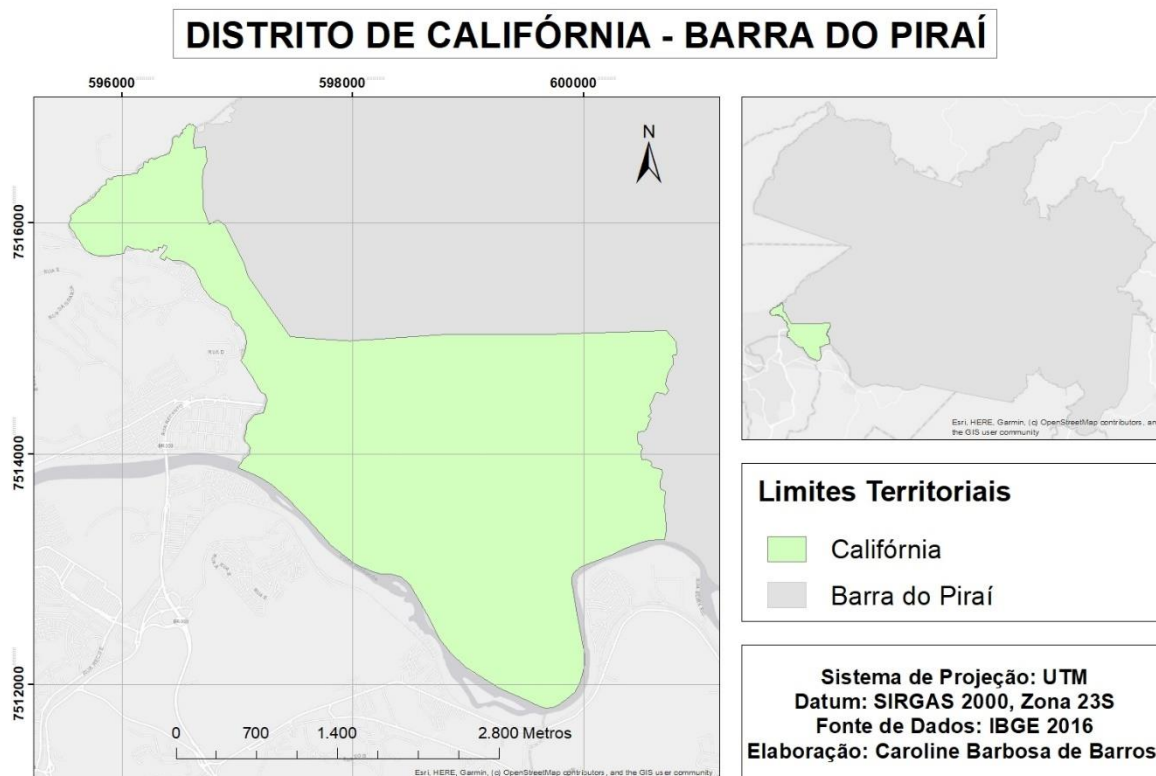 DISTRITO DE CALIFÓRNIA - BARRA DO PIRAÍ
596000
598000
600000
7516000
7514000
7512000
N
0 700 1.400 2.800 Metros
Esri, HERE, Garmin, (c) OpenStreetMap contributors, and the GIS user community
Esri, HERE, Garmin, (c) OpenStreetMap contributors, and
the GIS user community
Limites Territoriais
Califórnia
Barra do Piraí
Sistema de Projeção: UTM
Datum: SIRGAS 2000, Zona 23S
Fonte de Dados: IBGE 2016
Elaboração: Caroline Barbosa de Barros